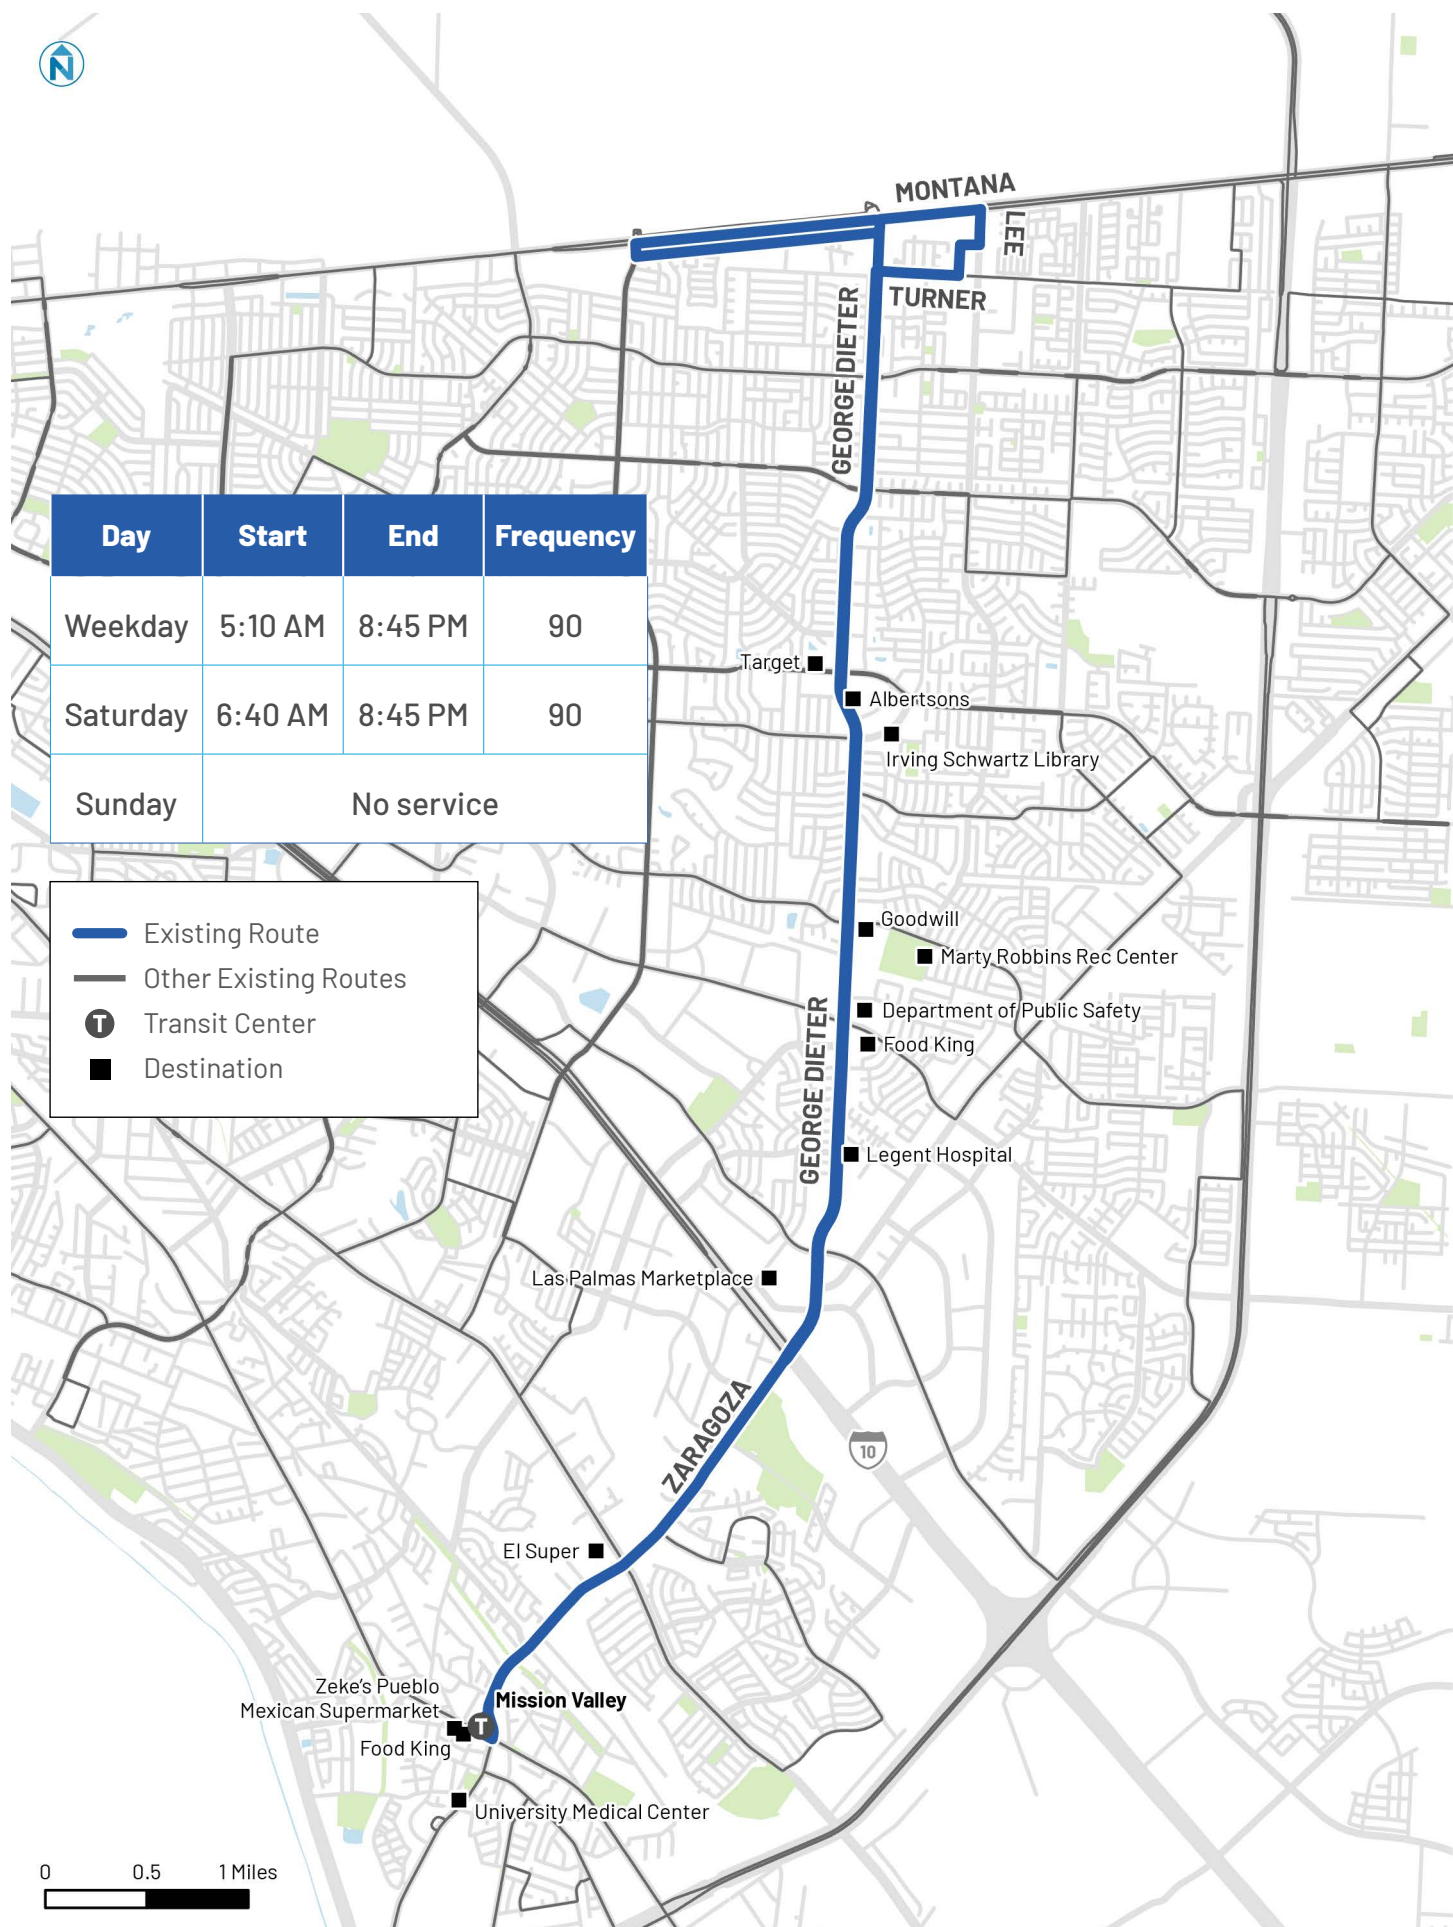 N
MONTANA
LEE
TURNER
GEORGE DIETER
Day Start End Frequency
Weekday 5:10 AM 8:45 PM 90
Saturday 6:40 AM 8:45 PM 90
Sunday No service
Target
Albertsons
Irving Schwartz Library
Existing Route
Other Existing Routes
T Transit Center
Destination
Goodwill
Marty Robbins Rec Center
Department of Public Safety
Food King
GEORGE DIETER
Legent Hospital
Las Palmas Marketplace
ZARAGOZA
10
El Super
Zeke's Pueblo
Mexican Supermarket
Mission Valley
T
Food King
University Medical Center
0 0.5 1 Miles